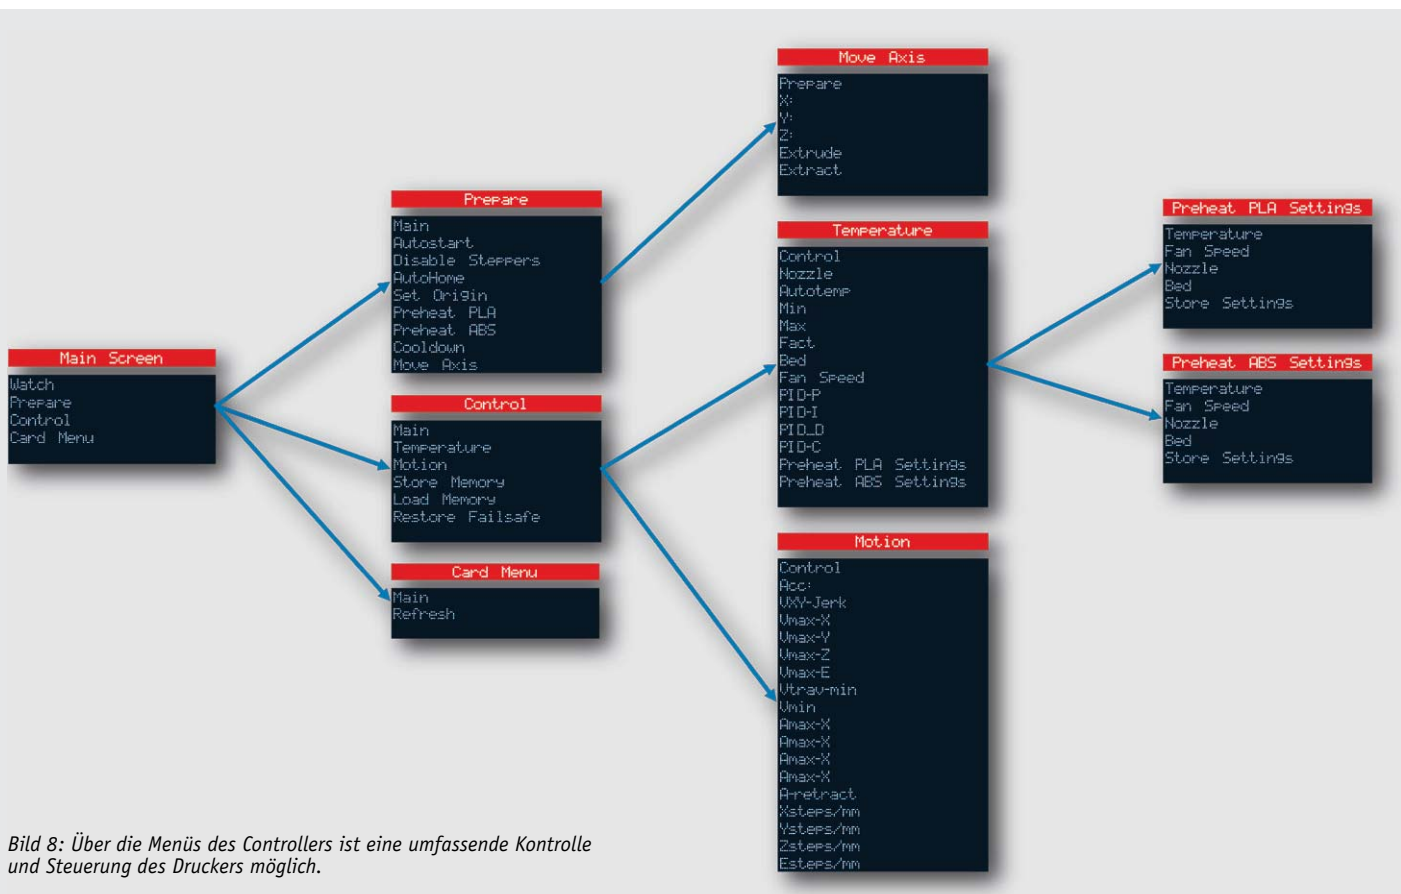 Main Screen
Watch
Prepare
Control
Card Menu
Prepare
Main
Autostart
Disable Steppers
AutoHome
Set Origin
Preheat PLA
Preheat ABS
Cooldown
Move Axis
Control
Main
Temperature
Motion
Store Memory
Load Memory
Restore Failsafe
Card Menu
Main
Refresh
Move Axis
Prepare
X:
Y:
Z:
Extrude
Extract
Temperature
Control
Nozzle
Autotemp
Min
Max
Fact
Bed
Fan Speed
PID-P
PID-I
PID_D
PID-C
Preheat PLA Settings
Preheat ABS Settings
Motion
Control
Acc:
VXY-Jerk
Vmax-X
Vmax-Y
Vmax-Z
Vmax-E
Vtrav-min
Vmin
Amax-X
Amax-X
Amax-X
Amax-X
A-retract
Xsteps/mm
Ysteps/mm
Zsteps/mm
Esteps/mm
Preheat PLA Settings
Temperature
Fan Speed
Nozzle
Bed
Store Settings
Preheat ABS Settings
Temperature
Fan Speed
Nozzle
Bed
Store Settings
Bild 8: Über die Menüs des Controllers ist eine umfassende Kontrolle
und Steuerung des Druckers möglich.